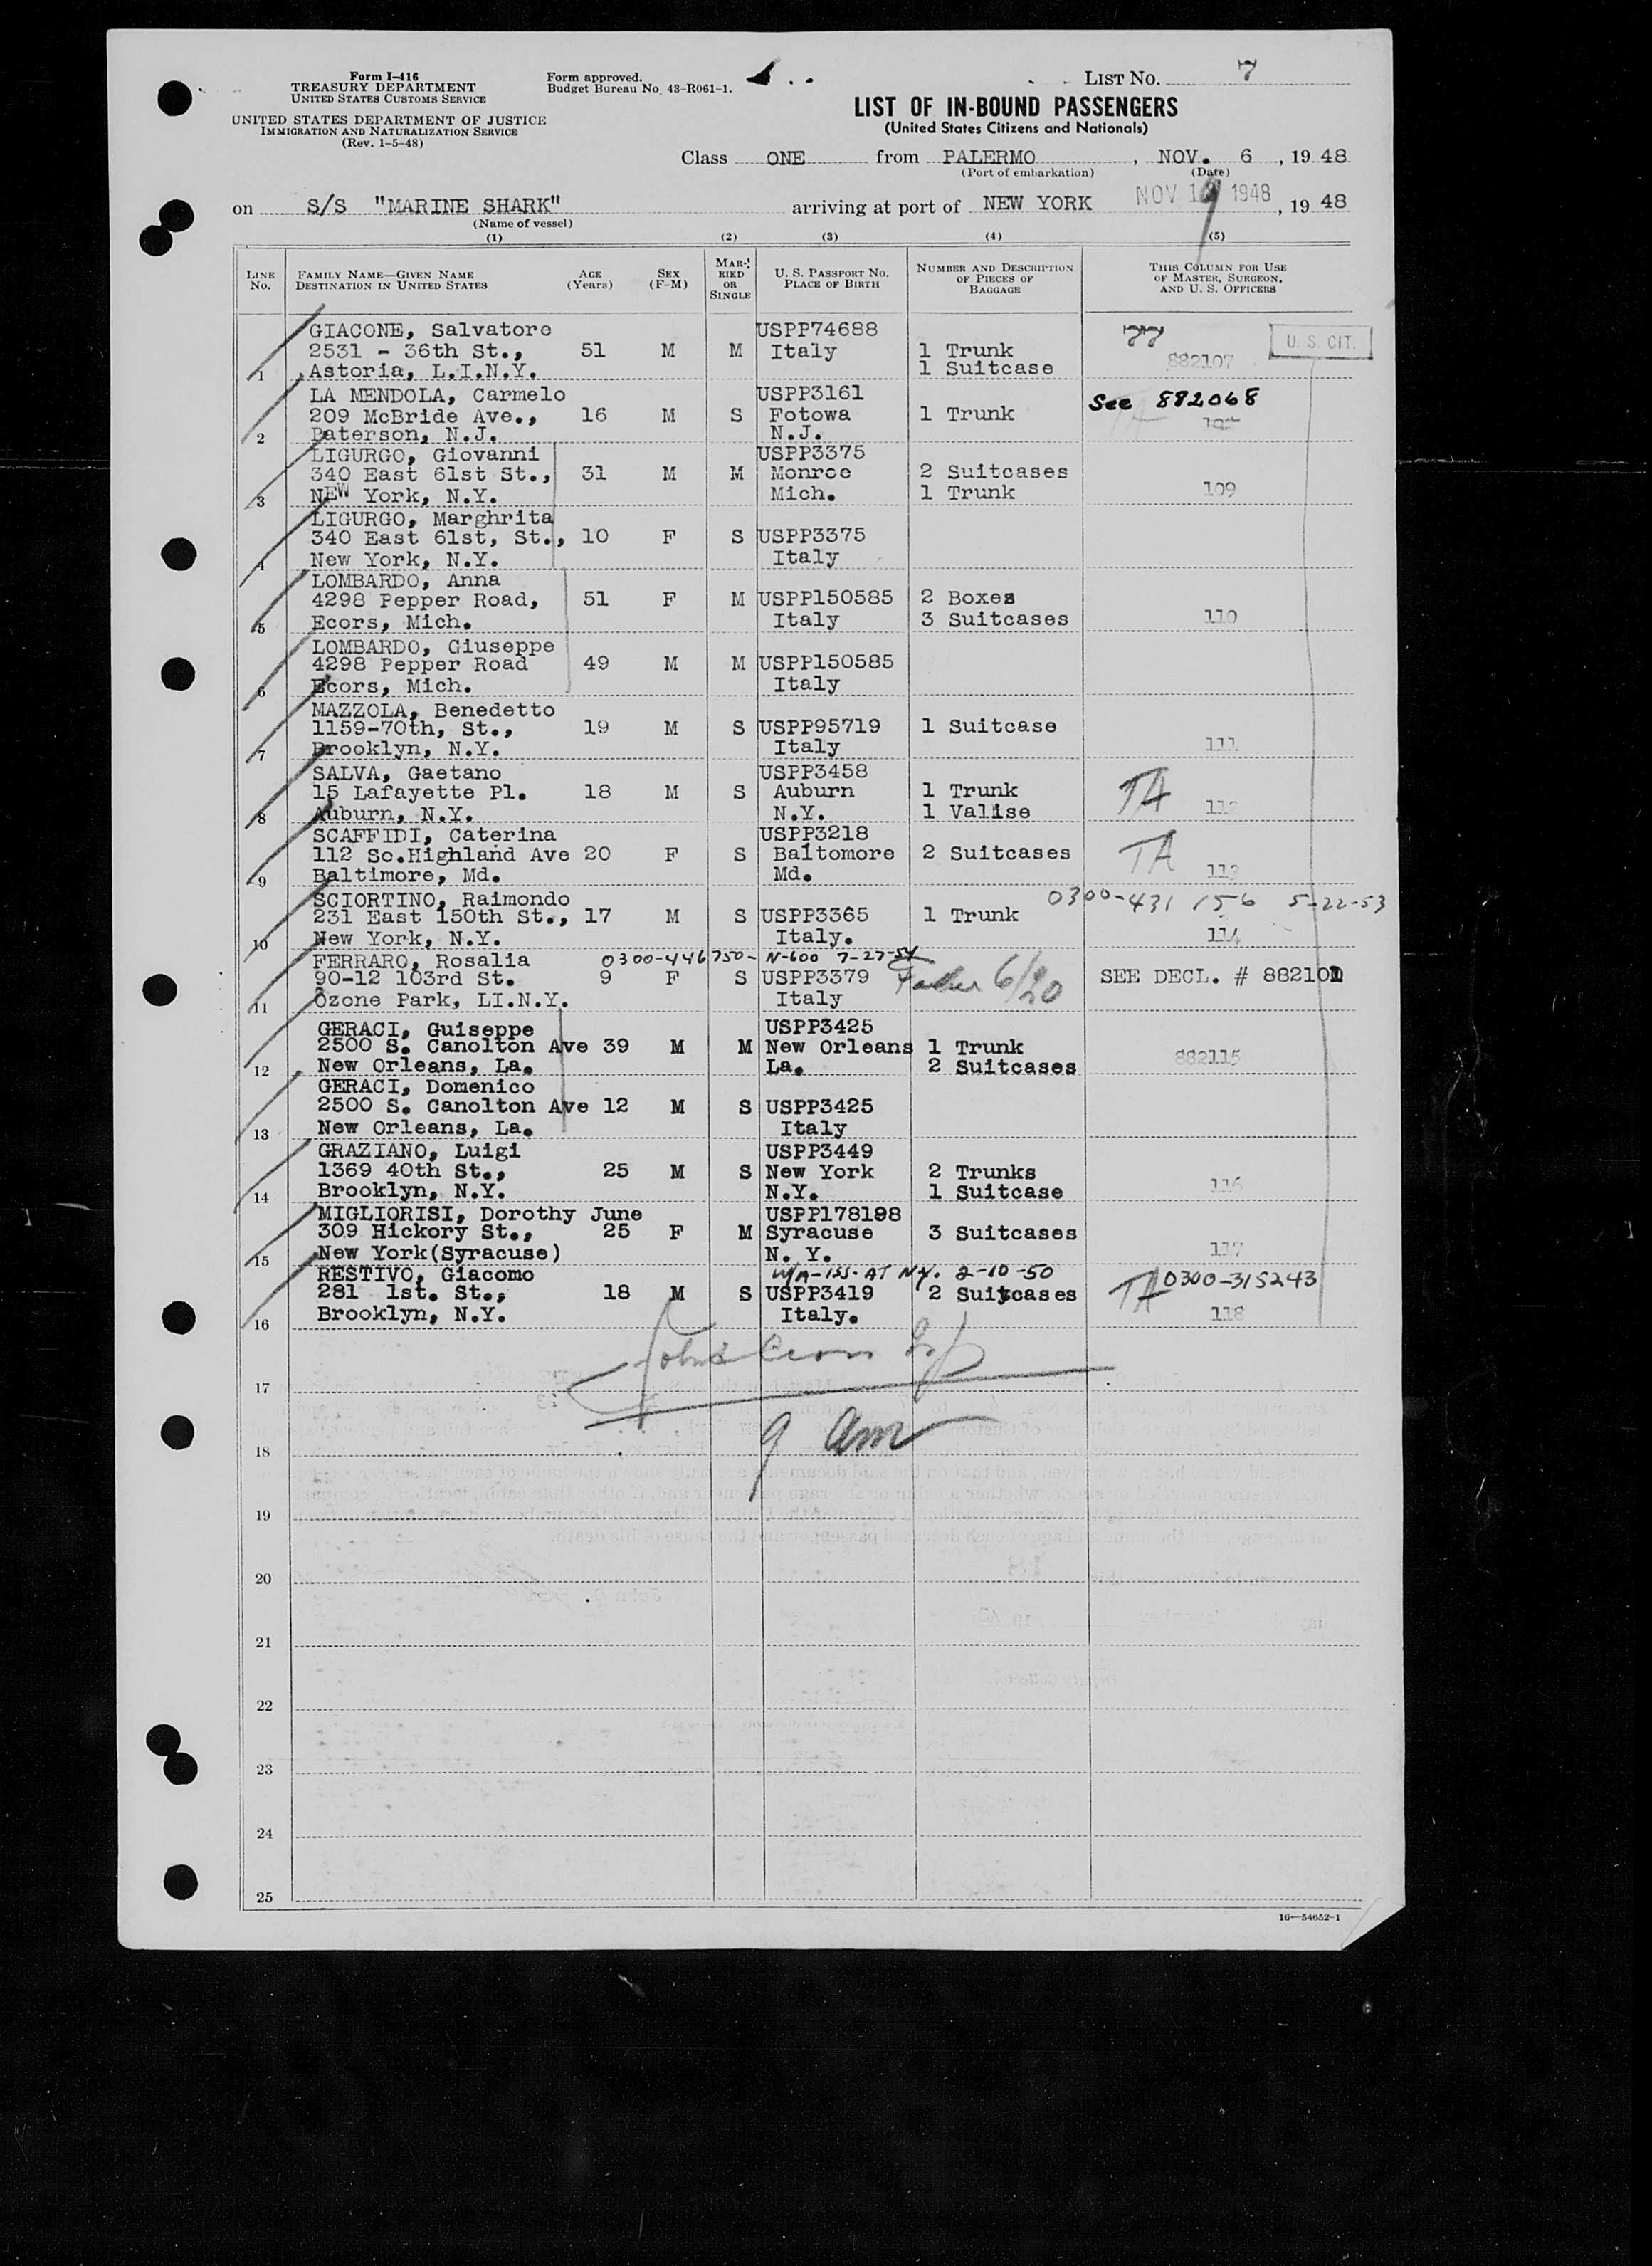 Form I-416
TREASURY DEPARTMENT
UNITED STATES CUSTOMS SERVICE
UNITED STATES DEPARTMENT OF JUSTICE
IMMIGRATION AND NATURALIZATION SERVICE
(Rev. 1-5-48)
Form approved.
Budget Bureau No. 43-R061-1.
LIST NO. 7
LIST OF IN-BOUND PASSENGERS
(United States Citizens and Nationals)
Class ONE from PALERMO, NOV. 6, 19 48
(Port of embarkation) (Date)
on S/S "MARINE SHARK" arriving at port of NEW YORK NOV 1 1948, 19 48
(Name of vessel)
(1) (2) (3) (4) (5)
LINE No. FAMILY NAME—GIVEN NAME DESTINATION IN UNITED STATES AGE (Years) SEX (F-M) MARRIED OR SINGLE U. S. PASSPORT NO. PLACE OF BIRTH NUMBER AND DESCRIPTION OF PIECES OF BAGGAGE THIS COLUMN FOR USE OF MASTER, SURGEON, AND U. S. OFFICERS
GIACONE, Salvatore USPP74688 U. S. CIT.
2531 - 36th St., 51 M M Italy 1 Trunk 882107
1 Astoria, L.I.N.Y. 1 Suitcase
LA MENDOLA, Carmelo USPP3161 See 882068
209 McBride Ave., 16 M S Fotowa 1 Trunk
2 Paterson, N.J. N.J.
LIGURGO, Giovanni USPP3375
340 East 61st St., 31 M M Monroe 2 Suitcases
3 NEW York, N.Y. Mich. 1 Trunk 109
LIGURGO, Marghrita
340 East 61st, St., 10 F S USPP3375
4 New York, N.Y. Italy
LOMBARDO, Anna
4298 Pepper Road, 51 F M USPP150585 2 Boxes
5 Ecors, Mich. Italy 3 Suitcases 110
LOMBARDO, Giuseppe
4298 Pepper Road 49 M M USPP150585
6 Ecors, Mich. Italy
MAZZOLA, Benedetto
1159-70th, St., 19 M S USPP95719 1 Suitcase
7 Brooklyn, N.Y. Italy 111
SALVA, Gaetano USPP3458
15 Lafayette Pl. 18 M S Auburn 1 Trunk TA
8 Auburn, N.Y. N.Y. 1 Valise 112
SCAFFIDI, Caterina USPP3218
112 So.Highland Ave 20 F S Baltomore 2 Suitcases TA
9 Baltimore, Md. Md. 113
SCIORTINO, Raimondo 0300-431 156 5-22-53
231 East 150th St., 17 M S USPP3365 1 Trunk
10 New York, N.Y. Italy. 114
FERRARO, Rosalia 0300-446750- N-600 7-27-54
90-12 103rd St. 9 F S USPP3379 6/20 SEE DECL. # 882101
11 Ozone Park, LI.N.Y. Italy
GERACI, Guiseppe USPP3425
2500 S. Canolton Ave 39 M M New Orleans 1 Trunk 882115
12 New Orleans, La. La. 2 Suitcases
GERACI, Domenico
2500 S. Canolton Ave 12 M S USPP3425
13 New Orleans, La. Italy
GRAZIANO, Luigi USPP3449
1369 40th St., 25 M S New York 2 Trunks
14 Brooklyn, N.Y. N.Y. 1 Suitcase 116
MIGLIORISI, Dorothy June USPP178198
309 Hickory St., 25 F M Syracuse 3 Suitcases
15 New York(Syracuse) N. Y. 117
RESTIVO, Giacomo W/A-ISS. AT N.Y. 2-10-50 0300-315243
281 1st. St., 18 M S USPP3419 2 Suitcases TA
16 Brooklyn, N.Y. Italy. 118
17
9 am
18
19
20
21
22
23
24
25
16—54652-1